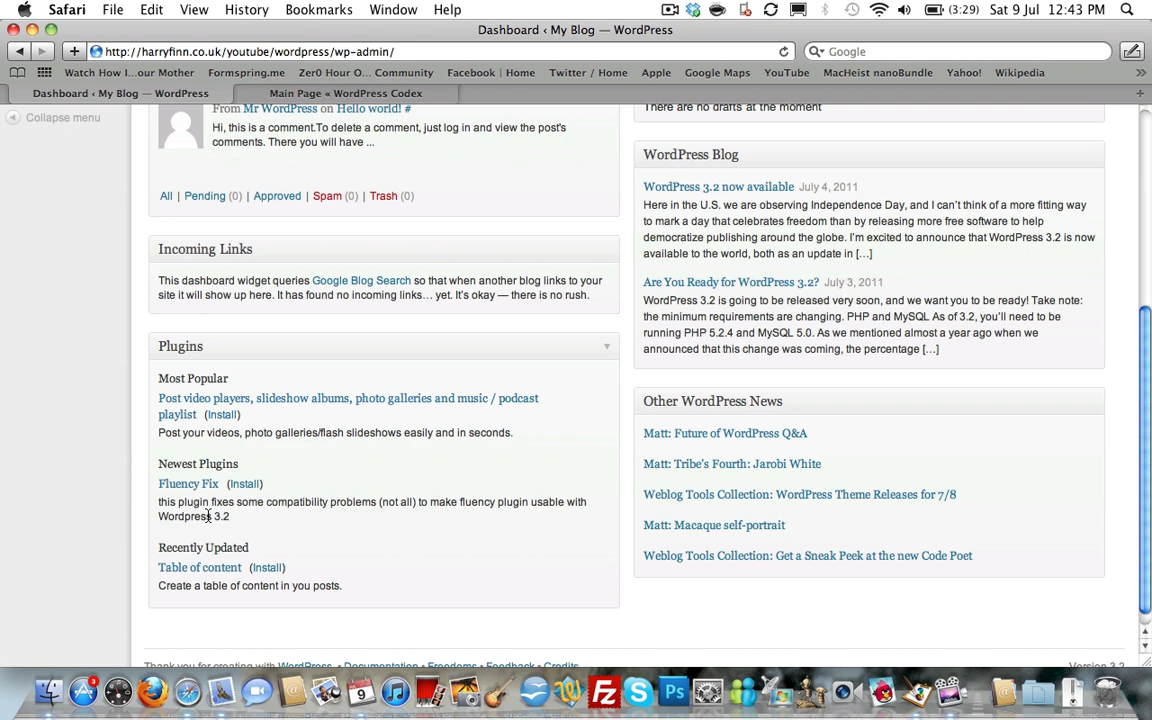 Safari File Edit View History Bookmarks Window Help (3:29) Sat 9 Jul 12:43 PM
Dashboard ‹ My Blog — WordPress
http://harryfinn.co.uk/youtube/wordpress/wp-admin/
Google
Watch How I...our Mother Formspring.me Zer0 Hour O... Community Facebook | Home Twitter / Home Apple Google Maps YouTube MacHeist nanoBundle Yahoo! Wikipedia
Dashboard ‹ My Blog — WordPress
Main Page « WordPress Codex
Collapse menu
From Mr WordPress on Hello world! #
Hi, this is a comment.To delete a comment, just log in and view the post's
comments. There you will have ...
All | Pending (0) | Approved | Spam (0) | Trash (0)
Incoming Links
This dashboard widget queries Google Blog Search so that when another blog links to your
site it will show up here. It has found no incoming links… yet. It's okay — there is no rush.
Plugins
Most Popular
Post video players, slideshow albums, photo galleries and music / podcast
playlist (Install)
Post your videos, photo galleries/flash slideshows easily and in seconds.
Newest Plugins
Fluency Fix (Install)
this plugin fixes some compatibility problems (not all) to make fluency plugin usable with
Wordpress 3.2
Recently Updated
Table of content (Install)
Create a table of content in you posts.
There are no drafts at the moment
WordPress Blog
WordPress 3.2 now available July 4, 2011
Here in the U.S. we are observing Independence Day, and I can't think of a more fitting way
to mark a day that celebrates freedom than by releasing more free software to help
democratize publishing around the globe. I'm excited to announce that WordPress 3.2 is now
available to the world, both as an update in […]
Are You Ready for WordPress 3.2? July 3, 2011
WordPress 3.2 is going to be released very soon, and we want you to be ready! Take note:
the minimum requirements are changing. PHP and MySQL As of 3.2, you'll need to be
running PHP 5.2.4 and MySQL 5.0. As we mentioned almost a year ago when we
announced that this change was coming, the percentage […]
Other WordPress News
Matt: Future of WordPress Q&A
Matt: Tribe's Fourth: Jarobi White
Weblog Tools Collection: WordPress Theme Releases for 7/8
Matt: Macaque self-portrait
Weblog Tools Collection: Get a Sneak Peek at the new Code Poet
Thank you for creating with WordPress. Documentation Freedoms Feedback Credits
Version 3.2
3
9
Fz
Ps